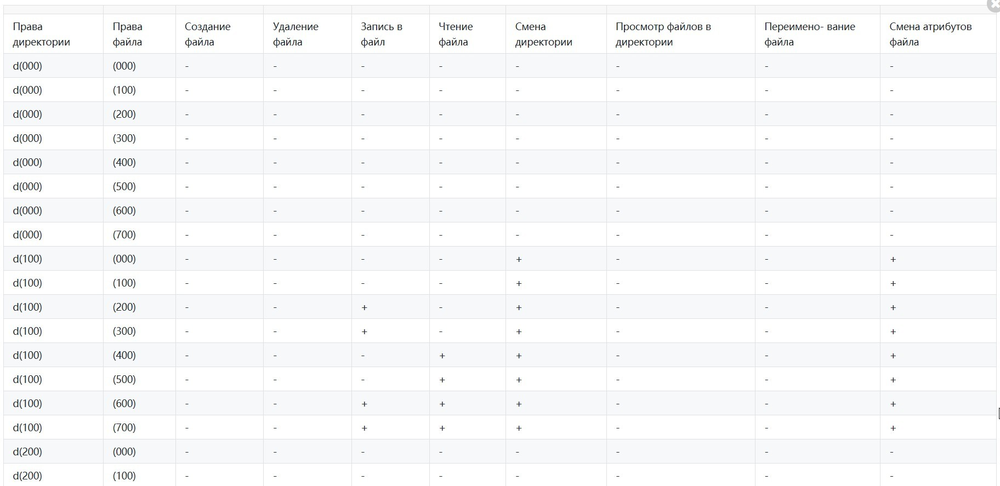 Права директории | Права файла | Создание файла | Удаление файла | Запись в файл | Чтение файла | Смена директории | Просмотр файлов в директории | Переимено- вание файла | Смена атрибутов файла
d(000) (000) - - - - - - - -
d(000) (100) - - - - - - - -
d(000) (200) - - - - - - - -
d(000) (300) - - - - - - - -
d(000) (400) - - - - - - - -
d(000) (500) - - - - - - - -
d(000) (600) - - - - - - - -
d(000) (700) - - - - - - - -
d(100) (000) - - - - + - - +
d(100) (100) - - - - + - - +
d(100) (200) - - + - + - - +
d(100) (300) - - + - + - - +
d(100) (400) - - - + + - - +
d(100) (500) - - - + + - - +
d(100) (600) - - + + + - - +
d(100) (700) - - + + + - - +
d(200) (000) - - - - - - - -
d(200) (100) - - - - - - - -